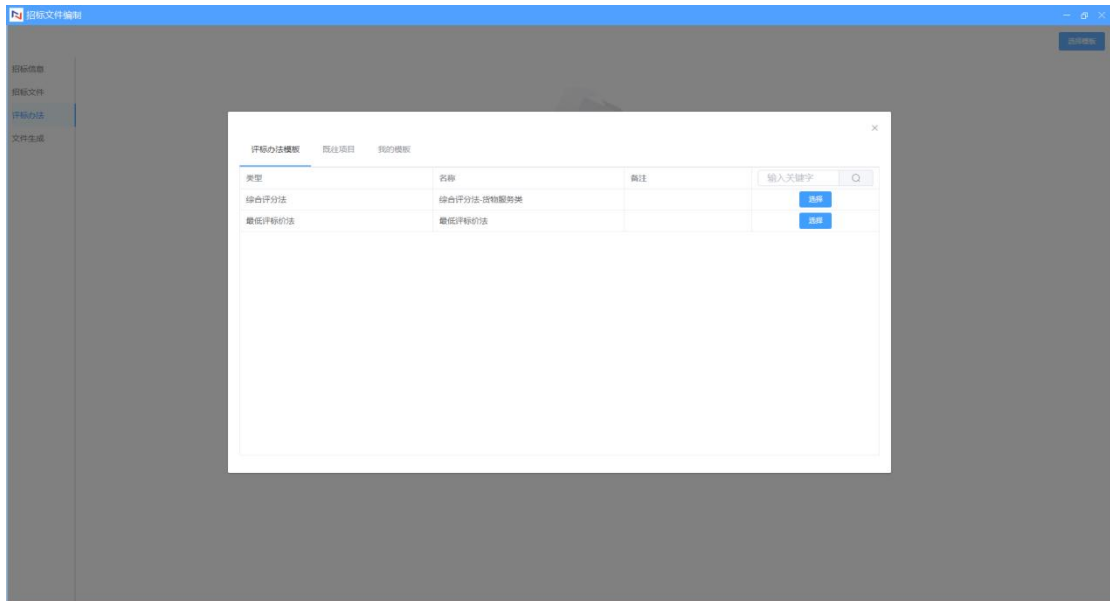 招标文件编制
选择模板
招标信息
招标文件
评标办法
文件生成
评标办法模板 既往项目 我的模板
类型 名称 备注 输入关键字
综合评分法 综合评分法-货物服务类 选择
最低评标价法 最低评标价法 选择